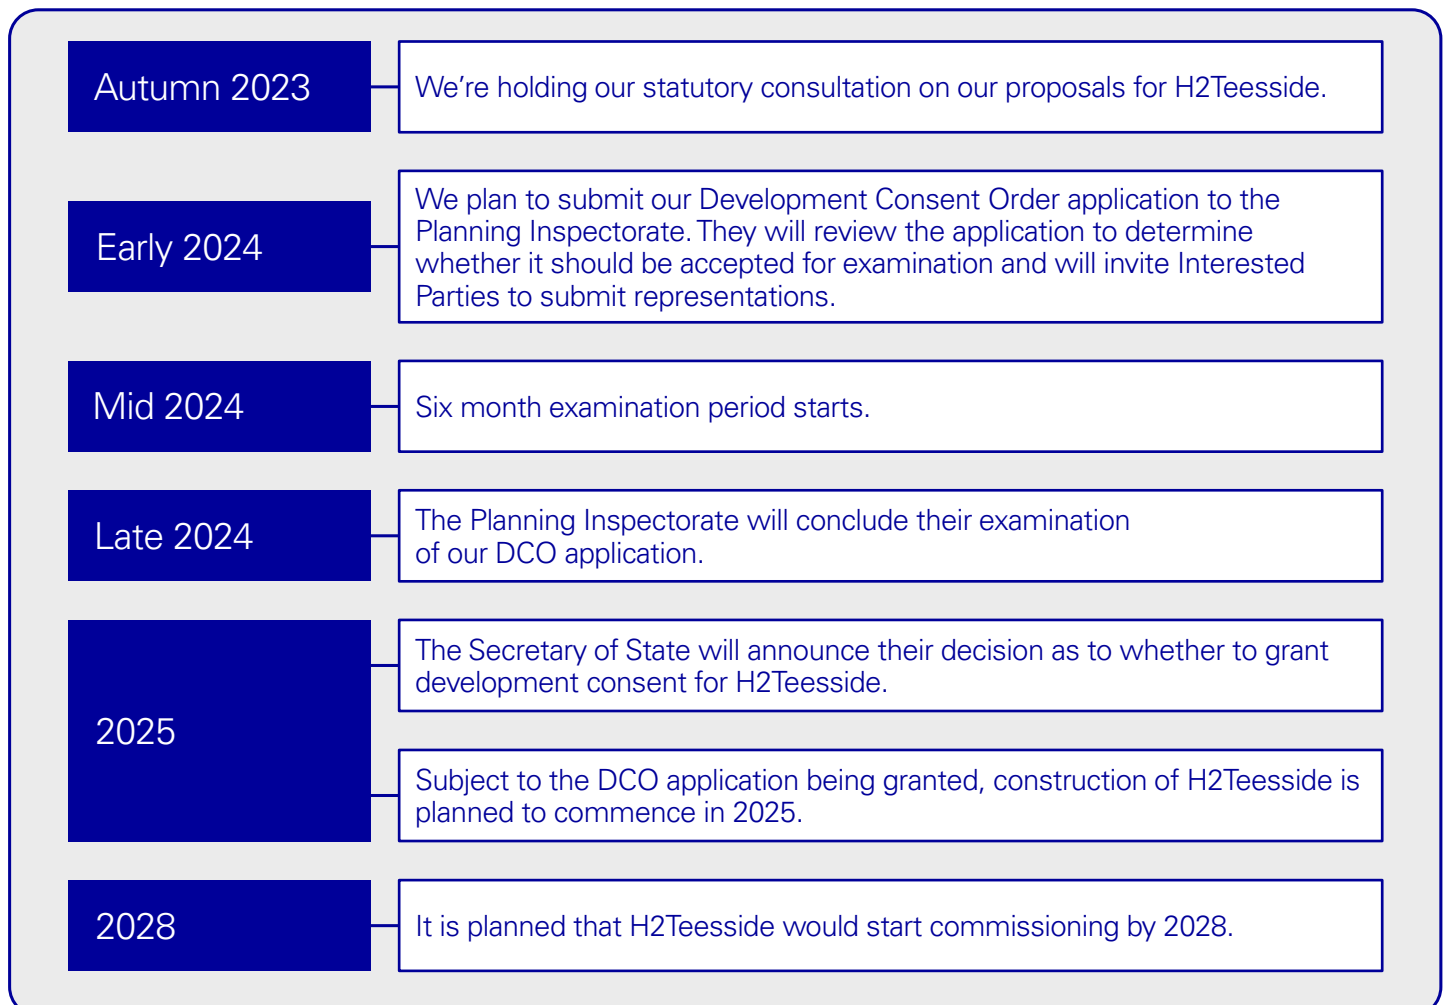 Autumn 2023
We’re holding our statutory consultation on our proposals for H2Teesside.
Early 2024
We plan to submit our Development Consent Order application to the
Planning Inspectorate. They will review the application to determine
whether it should be accepted for examination and will invite Interested
Parties to submit representations.
Mid 2024
Six month examination period starts.
Late 2024
The Planning Inspectorate will conclude their examination
of our DCO application.
2025
The Secretary of State will announce their decision as to whether to grant
development consent for H2Teesside.
Subject to the DCO application being granted, construction of H2Teesside is
planned to commence in 2025.
2028
It is planned that H2Teesside would start commissioning by 2028.